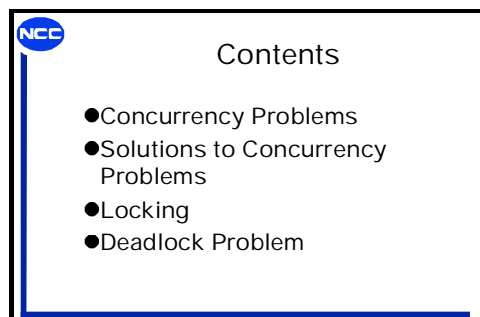 NCC
Contents
●Concurrency Problems
●Solutions to Concurrency
Problems
●Locking
●Deadlock Problem